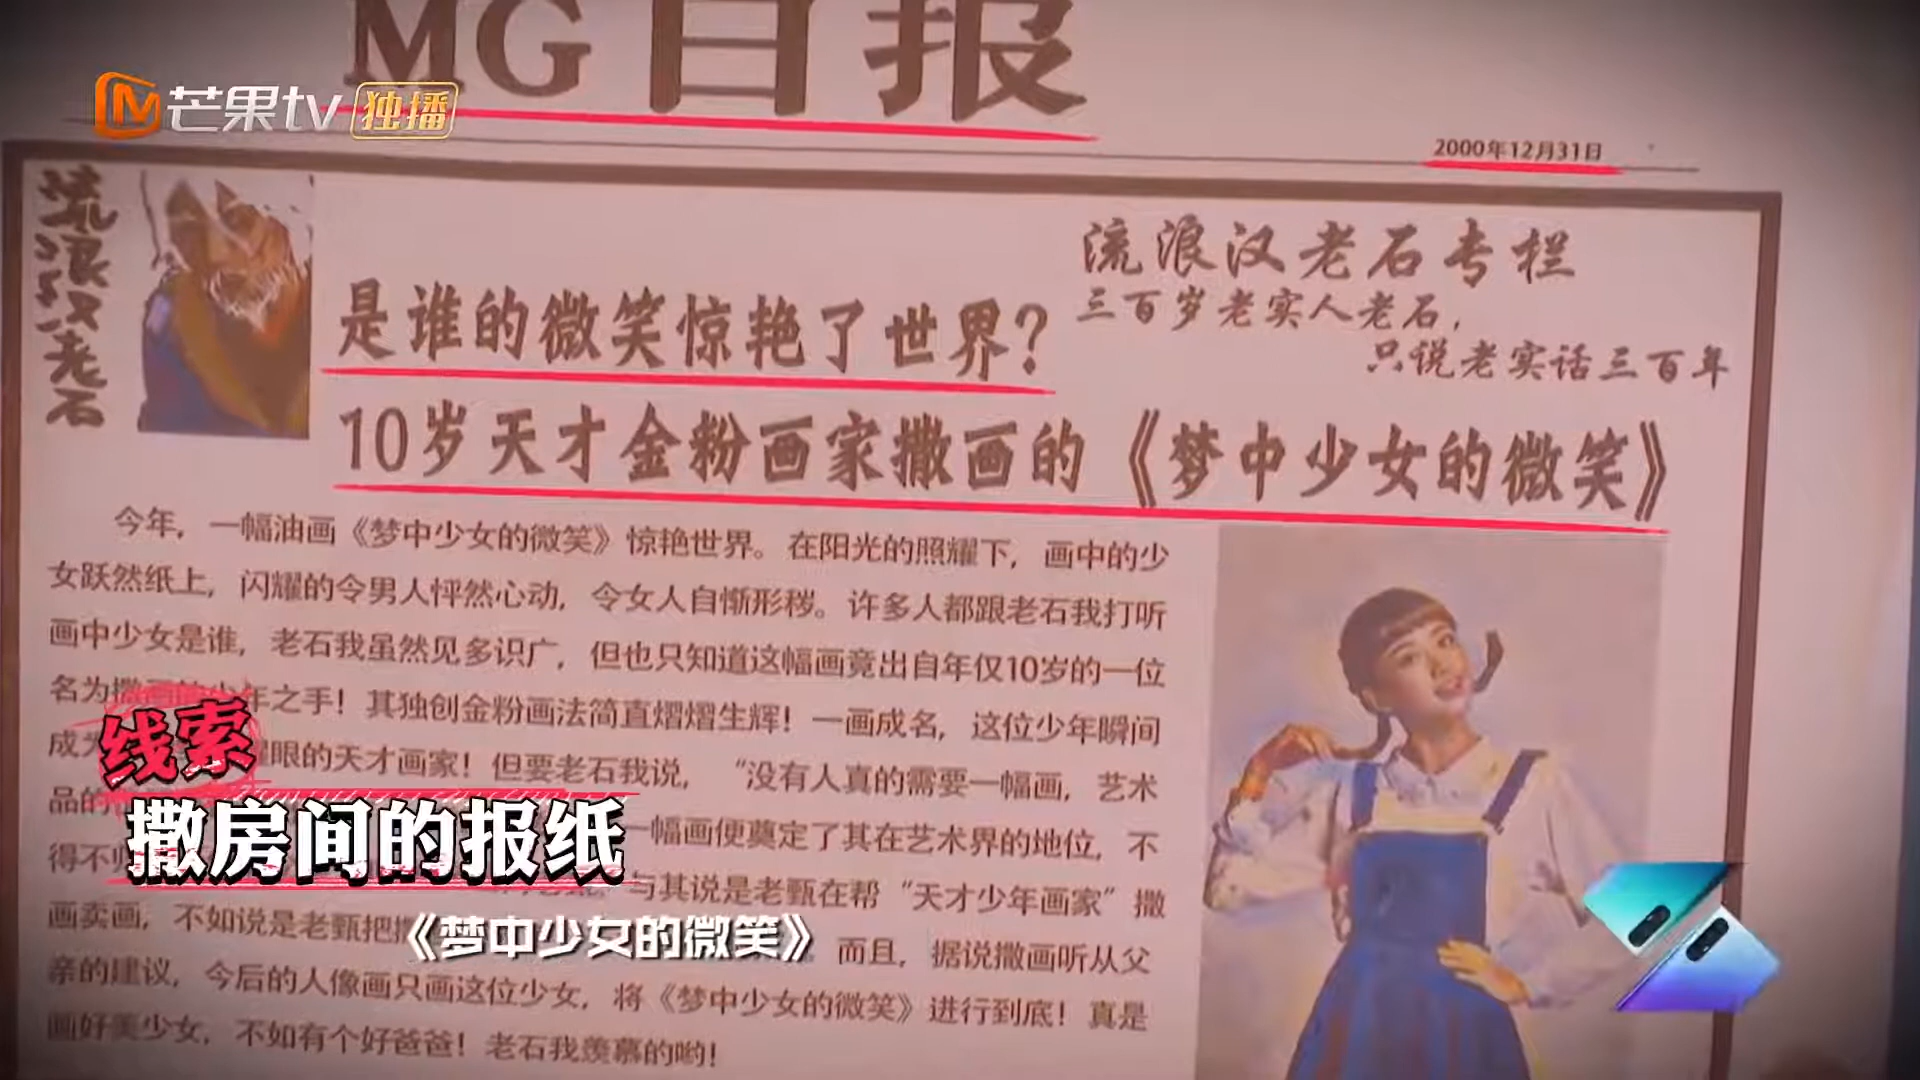 MG日报
芒果tv 独播
2000年12月31日
流浪汉老石
流浪汉老石专栏
三百岁老实人老石，
只说老实话三百年
是谁的微笑惊艳了世界？
10岁天才金粉画家撒画的《梦中少女的微笑》
今年，一幅油画《梦中少女的微笑》惊艳世界。在阳光的照耀下，画中的少
女跃然纸上，闪耀的令男人怦然心动，令女人自惭形秽。许多人都跟老石我打听
画中少女是谁，老石我虽然见多识广，但也只知道这幅画竟出自年仅10岁的一位
名为撒画的少年之手！其独创金粉画法简直熠熠生辉！一画成名，这位少年瞬间
成为 耀眼的天才画家！但要老石我说，“没有人真的需要一幅画，艺术
品的
一幅画便奠定了其在艺术界的地位，不
得不 与其说是老甄在帮“天才少年画家”撒
画卖画，不如说是老甄把撒 而且，据说撒画听从父
亲的建议，今后的人像画只画这位少女，将《梦中少女的微笑》进行到底！真是
画好美少女，不如有个好爸爸！老石我羡慕的哟！
线索
撒房间的报纸
《梦中少女的微笑》